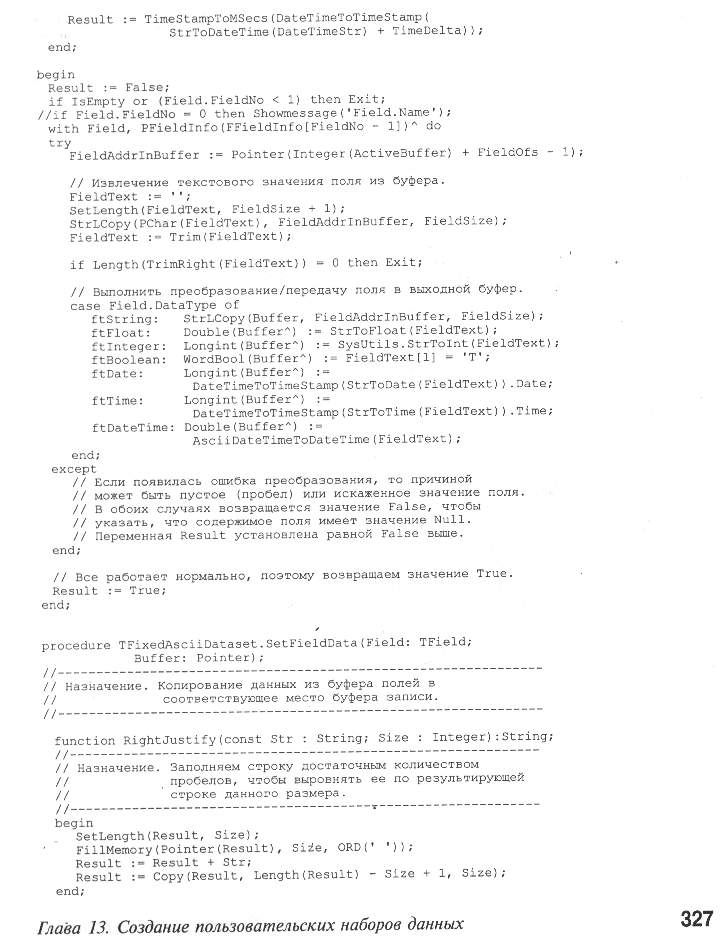 Result := TimeStampToMSecs(DateTimeToTimeStamp(
StrToDateTime(DateTimeStr) + TimeDelta));
end;
begin
Result := False;
if IsEmpty or (Field.FieldNo < 1) then Exit;
//if Field.FieldNo = 0 then Showmessage('Field.Name');
with Field, PFieldInfo(FFieldInfo[FieldNo - 1])^ do
try
FieldAddrInBuffer := Pointer(Integer(ActiveBuffer) + FieldOfs - 1);
// Извлечение текстового значения поля из буфера.
FieldText := '';
SetLength(FieldText, FieldSize + 1);
StrLCopy(PChar(FieldText), FieldAddrInBuffer, FieldSize);
FieldText := Trim(FieldText);
if Length(TrimRight(FieldText)) = 0 then Exit;
// Выполнить преобразование/передачу поля в выходной буфер.
case Field.DataType of
ftString: StrLCopy(Buffer, FieldAddrInBuffer, FieldSize);
ftFloat: Double(Buffer^) := StrToFloat(FieldText);
ftInteger: Longint(Buffer^) := SysUtils.StrToInt(FieldText);
ftBoolean: WordBool(Buffer^) := FieldText[1] = 'T';
ftDate: Longint(Buffer^) :=
DateTimeToTimeStamp(StrToDate(FieldText)).Date;
ftTime: Longint(Buffer^) :=
DateTimeToTimeStamp(StrToTime(FieldText)).Time;
ftDateTime: Double(Buffer^) :=
AsciiDateTimeToDateTime(FieldText);
end;
except
// Если появилась ошибка преобразования, то причиной
// может быть пустое (пробел) или искаженное значение поля.
// В обоих случаях возвращается значение False, чтобы
// указать, что содержимое поля имеет значение Null.
// Переменная Result установлена равной False выше.
end;
// Все работает нормально, поэтому возвращаем значение True.
Result := True;
end;
procedure TFixedAsciiDataset.SetFieldData(Field: TField;
Buffer: Pointer);
//---------------------------------------------------------------
// Назначение. Копирование данных из буфера полей в
// соответствующее место буфера записи.
//---------------------------------------------------------------
function RightJustify(const Str : String; Size : Integer):String;
//-------------------------------------------------------------
// Назначение. Заполняем строку достаточным количеством
// пробелов, чтобы выровнять ее по результирующей
// строке данного размера.
//-------------------------------------------------------------
begin
SetLength(Result, Size);
FillMemory(Pointer(Result), Size, ORD(' '));
Result := Result + Str;
Result := Copy(Result, Length(Result) - Size + 1, Size);
end;
Глава 13. Создание пользовательских наборов данных 327